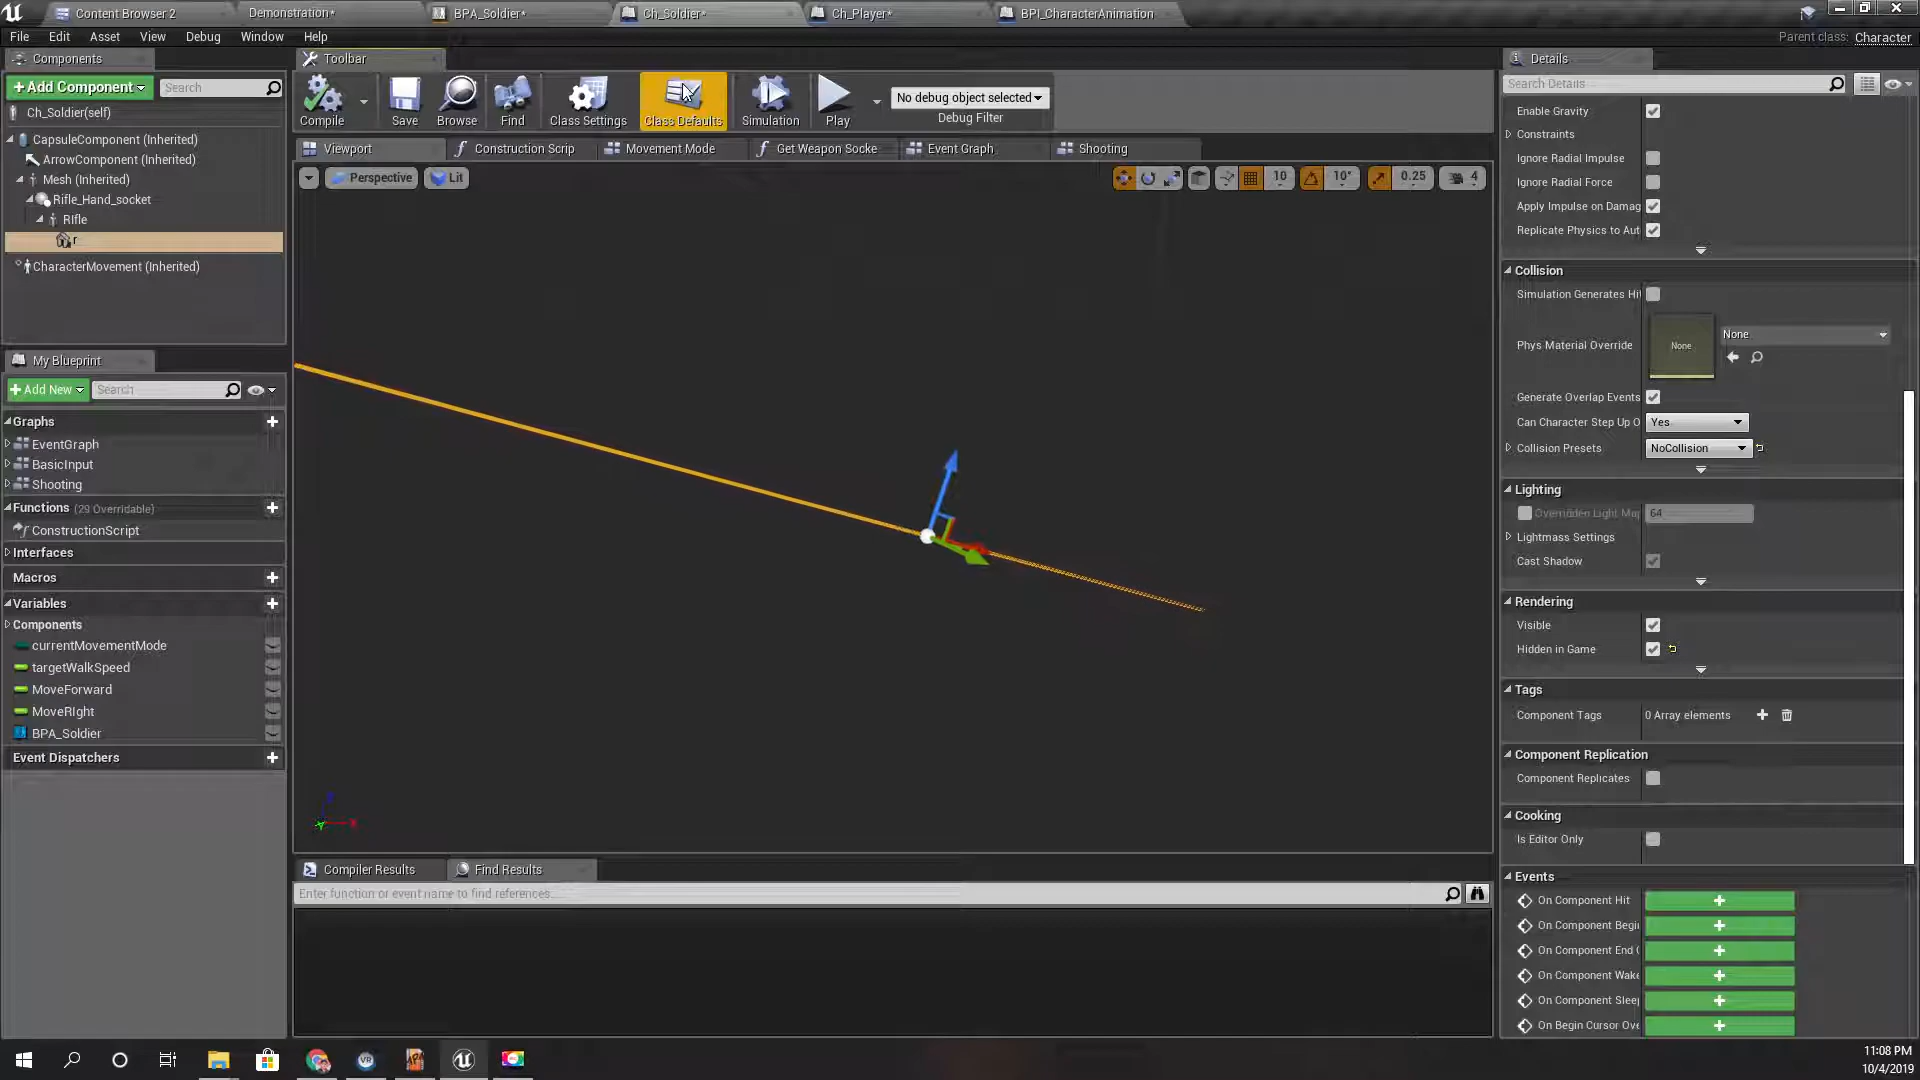 Content Browser 2
Demonstration*
BPA_Soldier*
Ch_Soldier*
Ch_Player*
BPI_CharacterAnimation
File Edit Asset View Debug Window Help
Parent class: Character
Components
+Add Component
Search
Ch_Soldier(self)
CapsuleComponent (Inherited)
ArrowComponent (Inherited)
Mesh (Inherited)
Rifle_Hand_socket
RIfle
r
CharacterMovement (Inherited)
My Blueprint
+Add New
Search
Graphs
EventGraph
BasicInput
Shooting
Functions (29 Overridable)
ConstructionScript
Interfaces
Macros
Variables
Components
currentMovementMode
targetWalkSpeed
MoveForward
MoveRIght
BPA_Soldier
Event Dispatchers
Toolbar
Compile
Save
Browse
Find
Class Settings
Class Defaults
Simulation
Play
No debug object selected
Debug Filter
Viewport
Construction Scrip
Movement Mode
Get Weapon Socke
Event Graph
Shooting
Perspective
Lit
10
10°
0.25
4
Compiler Results
Find Results
Enter function or event name to find references...
Details
Search Details
Enable Gravity
Constraints
Ignore Radial Impulse
Ignore Radial Force
Apply Impulse on Damag
Replicate Physics to Aut
Collision
Simulation Generates Hit
Phys Material Override
None
None
Generate Overlap Events
Can Character Step Up O
Yes
Collision Presets
NoCollision
Lighting
Overridden Light Map
64
Lightmass Settings
Cast Shadow
Rendering
Visible
Hidden in Game
Tags
Component Tags
0 Array elements
Component Replication
Component Replicates
Cooking
Is Editor Only
Events
On Component Hit
On Component Begin
On Component End O
On Component Wake
On Component Sleep
On Begin Cursor Ove
11:08 PM
10/4/2019